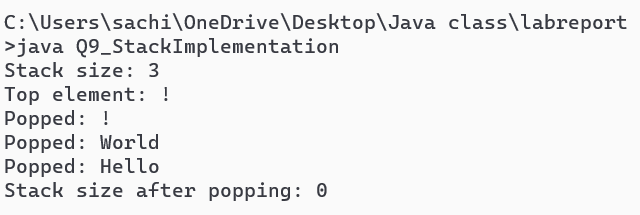 C:\Users\sachi\OneDrive\Desktop\Java class\labreport
>java Q9_StackImplementation
Stack size: 3
Top element: !
Popped: !
Popped: World
Popped: Hello
Stack size after popping: 0